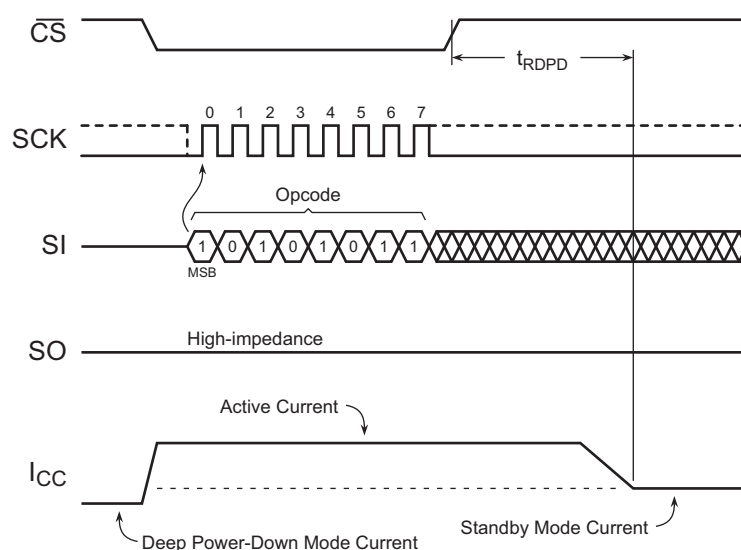 CS
tRDPD
0 1 2 3 4 5 6 7
SCK
Opcode
SI
1 0 1 0 1 0 1 1
MSB
High-impedance
SO
Active Current
ICC
Standby Mode Current
Deep Power-Down Mode Current